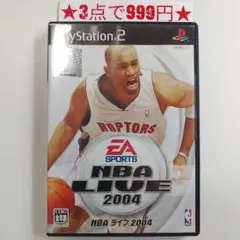 ★3点で999円★
PlayStation 2
RAPTORS
EA
SPORTS
NBA
LIVE
2004
NBA ライブ 2004